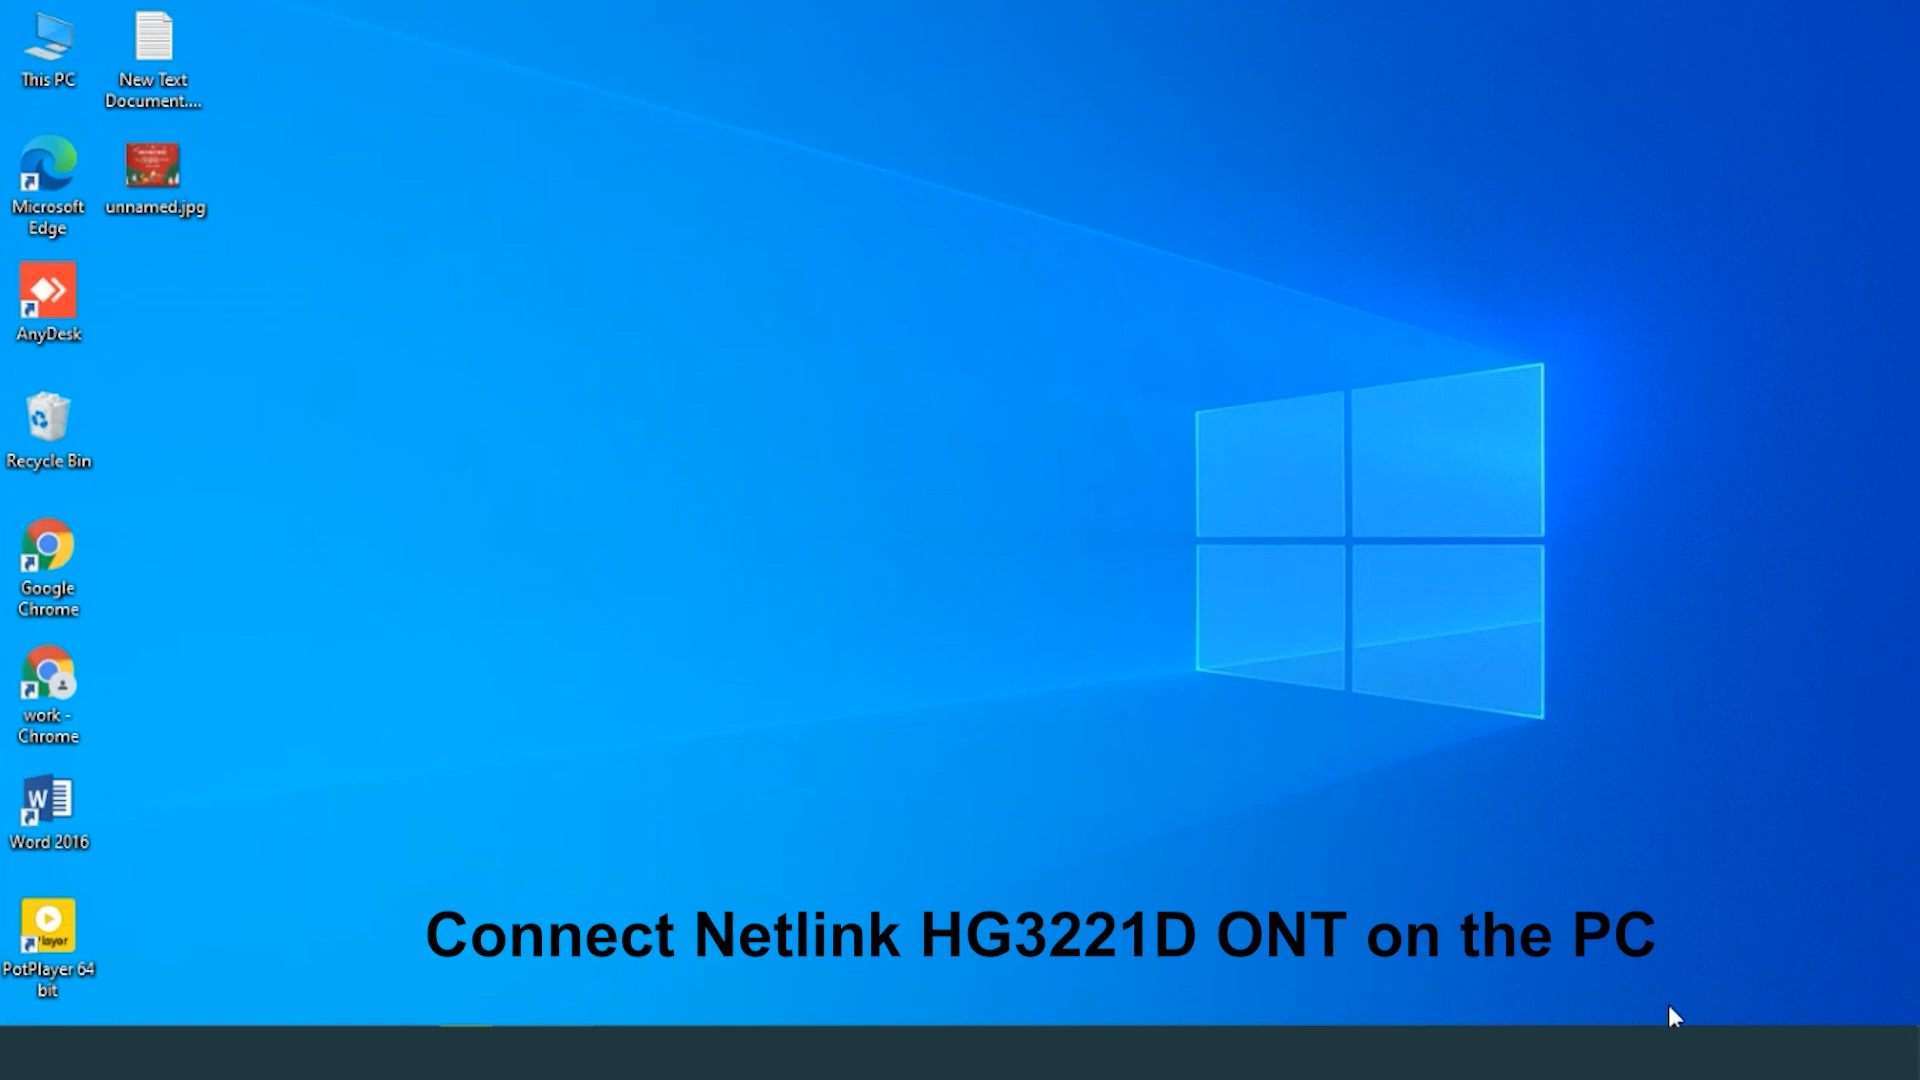 This PC
New Text
Document....
Microsoft
Edge
unnamed.jpg
AnyDesk
Recycle Bin
Google
Chrome
work -
Chrome
W
Word 2016
layer
PotPlayer 64
bit
Connect Netlink HG3221D ONT on the PC